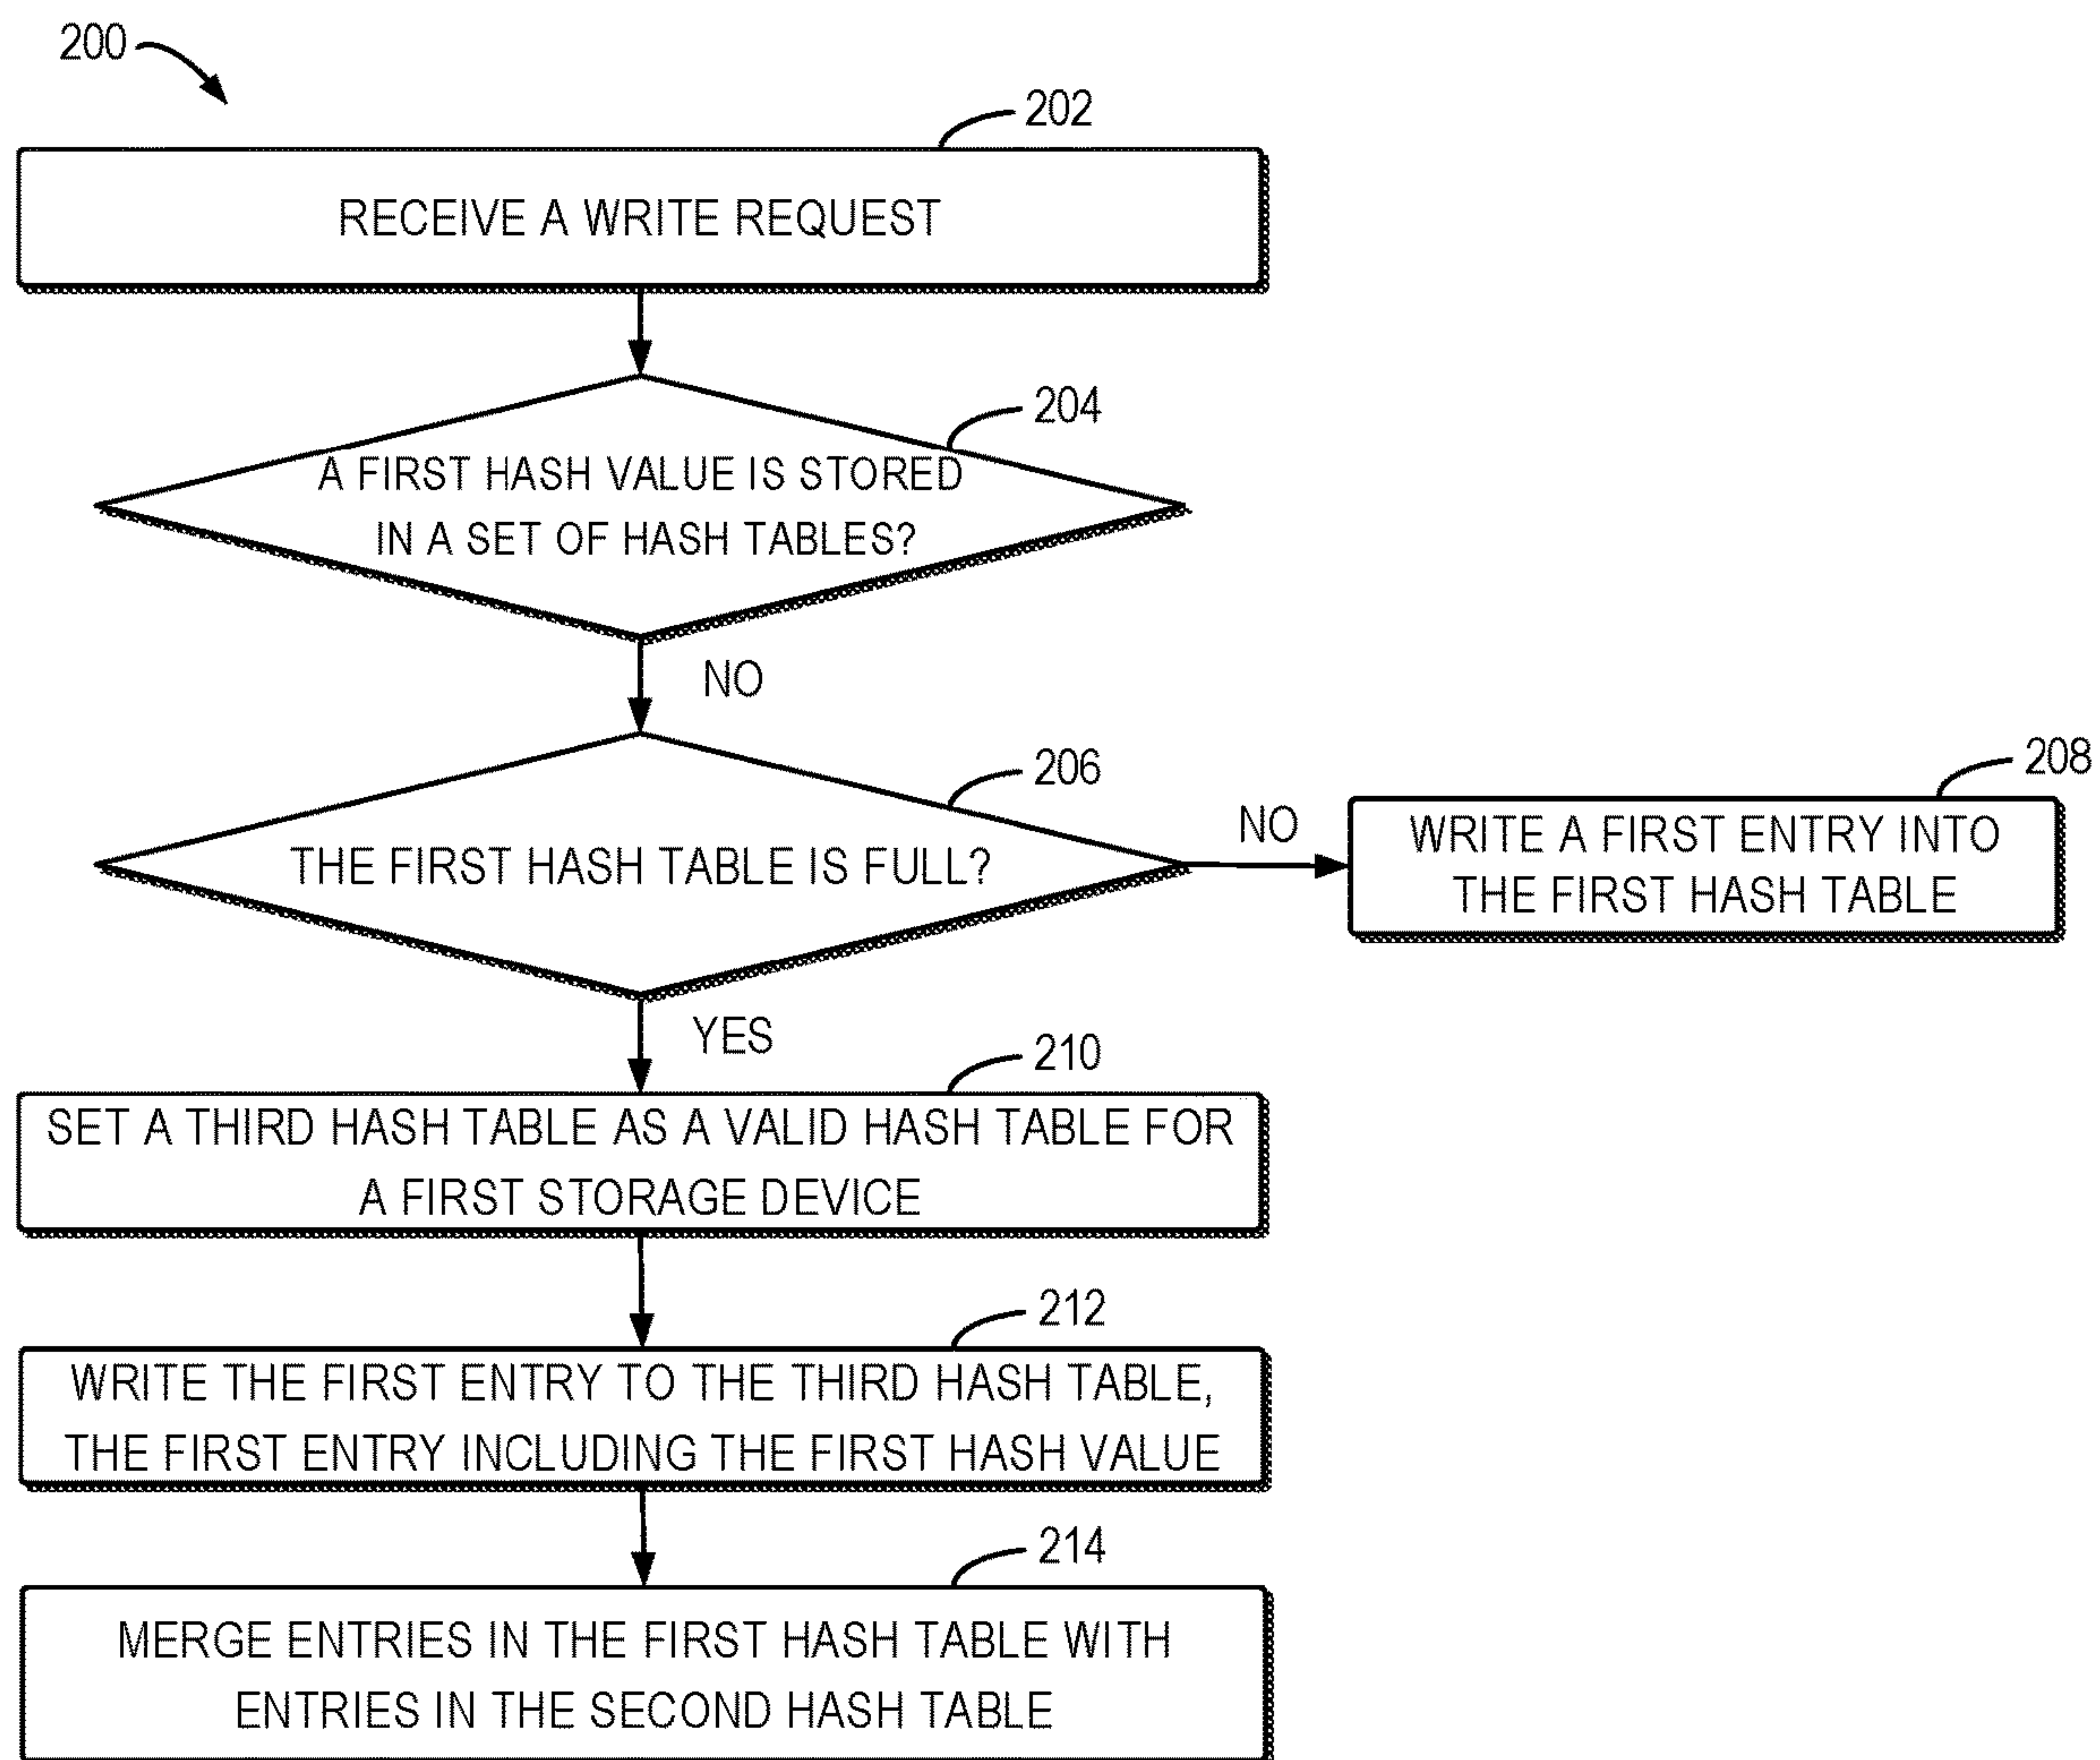 200
202
RECEIVE A WRITE REQUEST
204
A FIRST HASH VALUE IS STORED
IN A SET OF HASH TABLES?
NO
206
THE FIRST HASH TABLE IS FULL?
NO
208
WRITE A FIRST ENTRY INTO
THE FIRST HASH TABLE
YES
210
SET A THIRD HASH TABLE AS A VALID HASH TABLE FOR
A FIRST STORAGE DEVICE
212
WRITE THE FIRST ENTRY TO THE THIRD HASH TABLE,
THE FIRST ENTRY INCLUDING THE FIRST HASH VALUE
214
MERGE ENTRIES IN THE FIRST HASH TABLE WITH
ENTRIES IN THE SECOND HASH TABLE